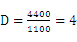 D = 4400/1100 = 4